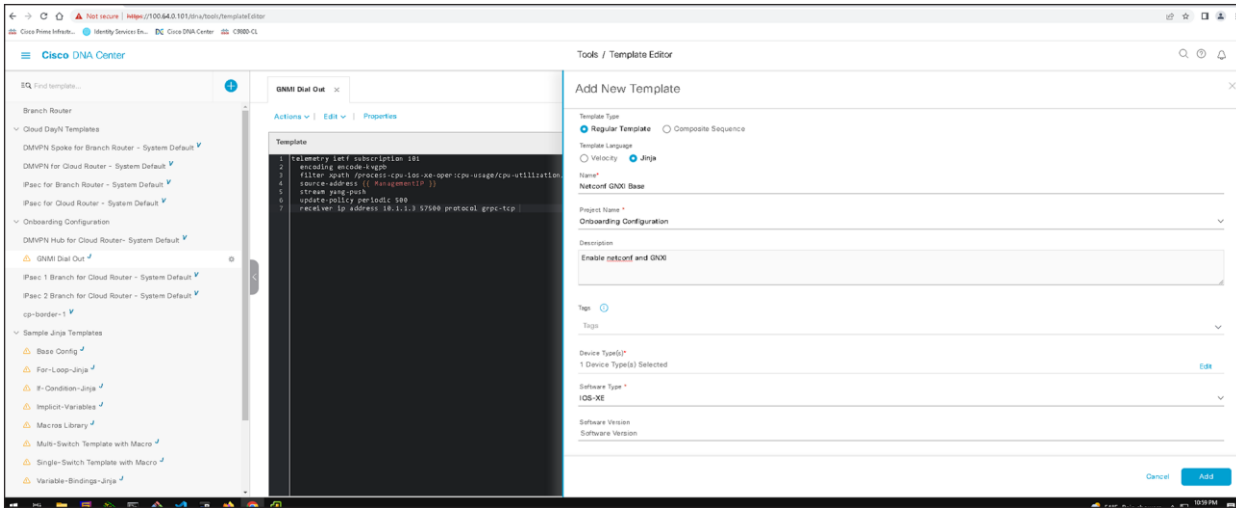 Not secure | https://100.64.0.101/dna/tools/templateEditor
Cisco Prime Infrastr... Identity Services En... Cisco DNA Center C9800-CL
Cisco DNA Center
Tools / Template Editor
Find template...
Branch Router
Cloud DayN Templates
DMVPN Spoke for Branch Router - System Default V
DMVPN for Cloud Router - System Default V
IPsec for Branch Router - System Default V
IPsec for Cloud Router - System Default V
Onboarding Configuration
DMVPN Hub for Cloud Router- System Default V
GNMI Dial Out J
IPsec 1 Branch for Cloud Router - System Default V
IPsec 2 Branch for Cloud Router - System Default V
cp-border-1 V
Sample Jinja Templates
Base Config J
For-Loop-Jinja J
If-Condition-Jinja J
Implicit-Variables J
Macros Library J
Multi-Switch Template with Macro J
Single-Switch Template with Macro J
Variable-Bindings-Jinja J
GNMI Dial Out
Actions | Edit | Properties
Template
1 telemetry ietf subscription 101
2 encoding encode-kvgpb
3 filter xpath /process-cpu-ios-xe-oper:cpu-usage/cpu-utilization.
4 source-address {{ ManagementIP }}
5 stream yang-push
6 update-policy periodic 500
7 receiver ip address 10.1.1.3 57500 protocol grpc-tcp
Add New Template
Template Type
Regular Template Composite Sequence
Template Language
Velocity Jinja
Name*
Netconf GNXI Base
Project Name *
Onboarding Configuration
Description
Enable netconf and GNXI
Tags
Tags
Device Type(s)*
1 Device Type(s) Selected Edit
Software Type *
IOS-XE
Software Version
Software Version
Cancel Add
10:59 PM